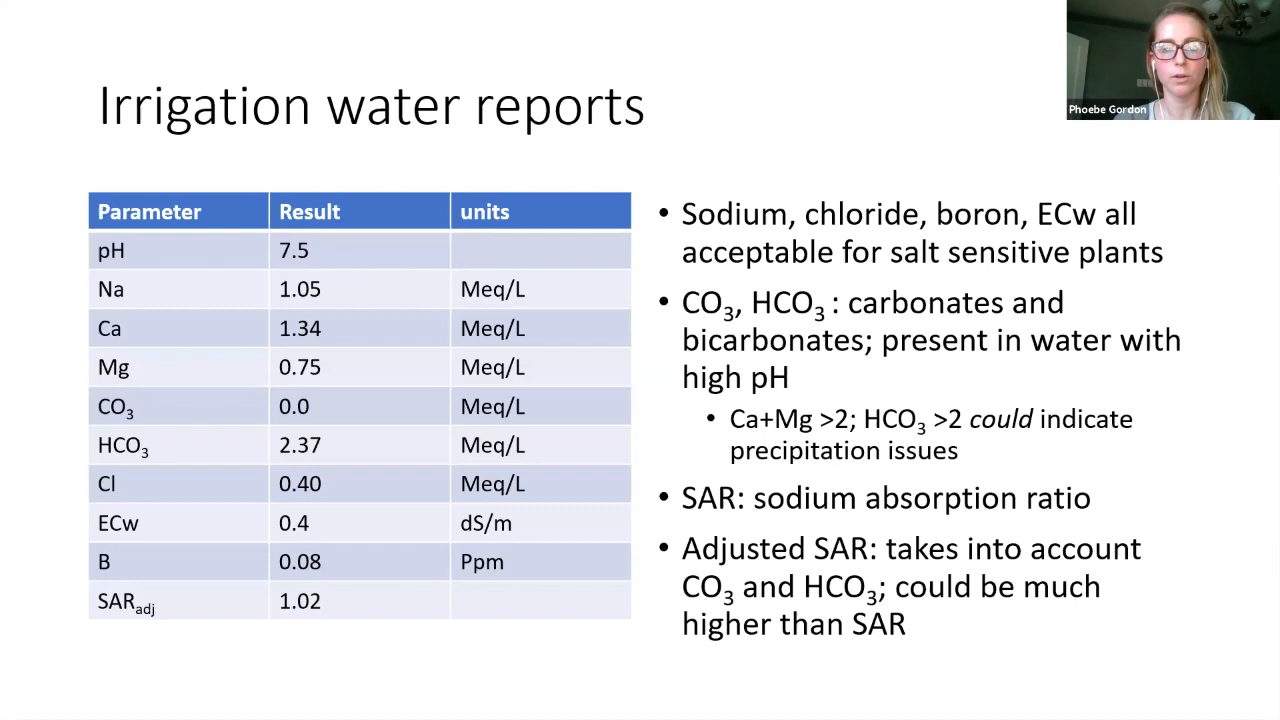 Phoebe Gordon
Irrigation water reports
Parameter Result units
pH 7.5
Na 1.05 Meq/L
Ca 1.34 Meq/L
Mg 0.75 Meq/L
CO₃ 0.0 Meq/L
HCO₃ 2.37 Meq/L
Cl 0.40 Meq/L
ECw 0.4 dS/m
B 0.08 Ppm
SARadj 1.02
• Sodium, chloride, boron, ECw all
acceptable for salt sensitive plants
• CO₃, HCO₃ : carbonates and
bicarbonates; present in water with
high pH
• Ca+Mg >2; HCO₃ >2 could indicate
precipitation issues
• SAR: sodium absorption ratio
• Adjusted SAR: takes into account
CO₃ and HCO₃; could be much
higher than SAR